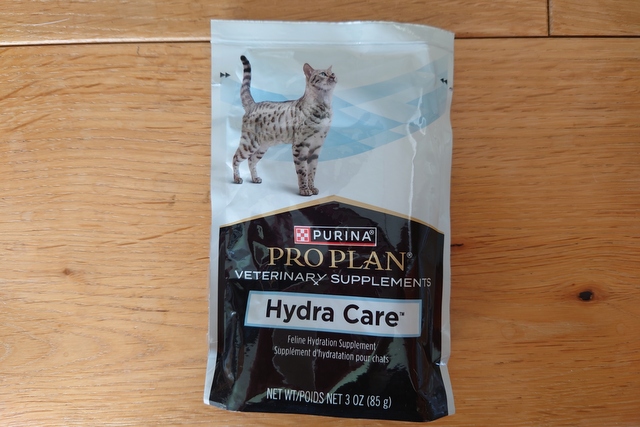 PURINA®
PRO PLAN®
VETERINARY SUPPLEMENTS
Hydra Care™
Feline Hydration Supplement
Supplément d'hydratation pour chats
NET WT/POIDS NET 3 OZ (85 g)